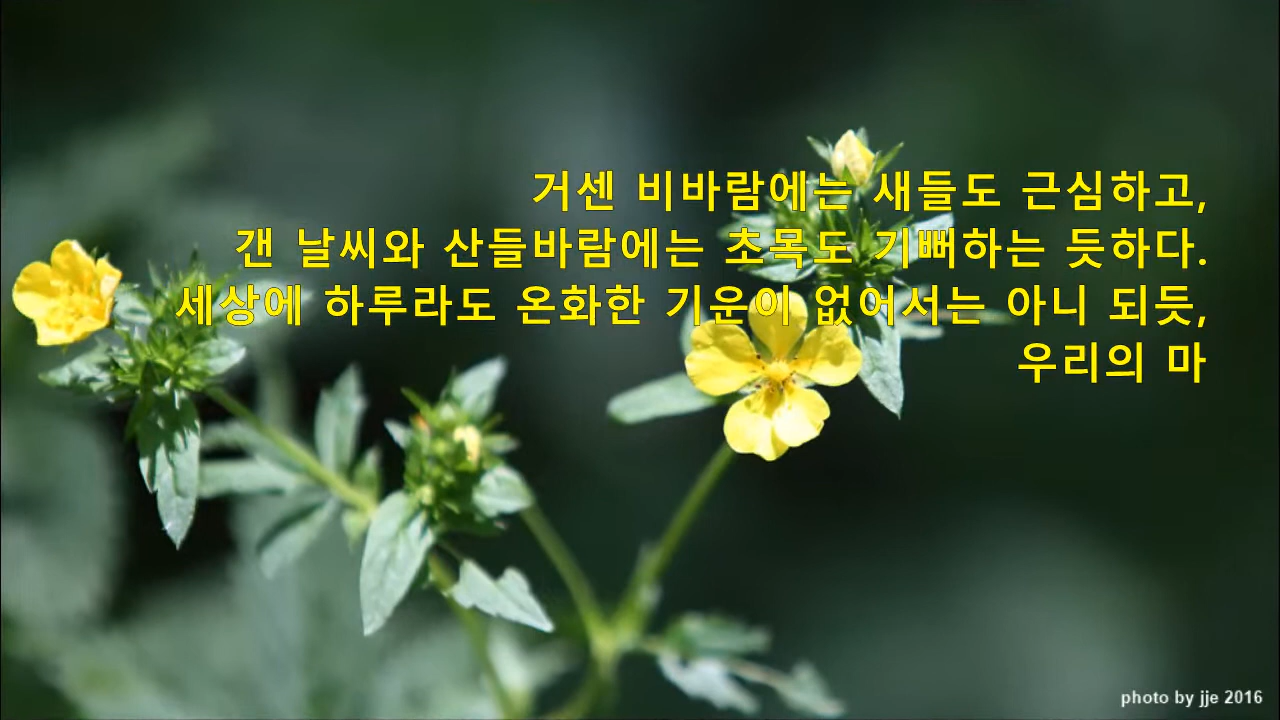 거센 비바람에는 새들도 근심하고,
갠 날씨와 산들바람에는 초목도 기뻐하는 듯하다.
세상에 하루라도 온화한 기운이 없어서는 아니 되듯,
우리의 마
photo by jje 2016